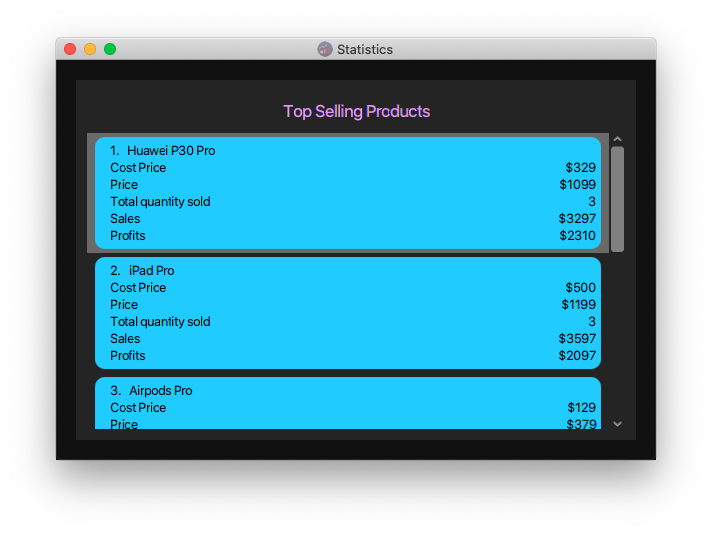 Statistics
Top Selling Products
1. Huawei P30 Pro
Cost Price $329
Price $1099
Total quantity sold 3
Sales $3297
Profits $2310
2. iPad Pro
Cost Price $500
Price $1199
Total quantity sold 3
Sales $3597
Profits $2097
3. Airpods Pro
Cost Price $129
Price $379